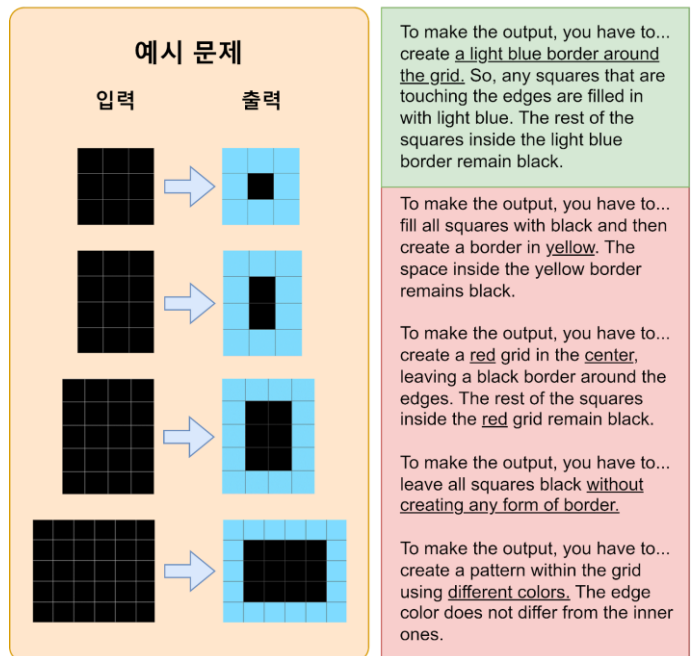 예시 문제
입력
출력
To make the output, you have to...
create a light blue border around
the grid. So, any squares that are
touching the edges are filled in
with light blue. The rest of the
squares inside the light blue
border remain black.
To make the output, you have to...
fill all squares with black and then
create a border in yellow. The
space inside the yellow border
remains black.
To make the output, you have to...
create a red grid in the center,
leaving a black border around the
edges. The rest of the squares
inside the red grid remain black.
To make the output, you have to...
leave all squares black without
creating any form of border.
To make the output, you have to...
create a pattern within the grid
using different colors. The edge
color does not differ from the inner
ones.